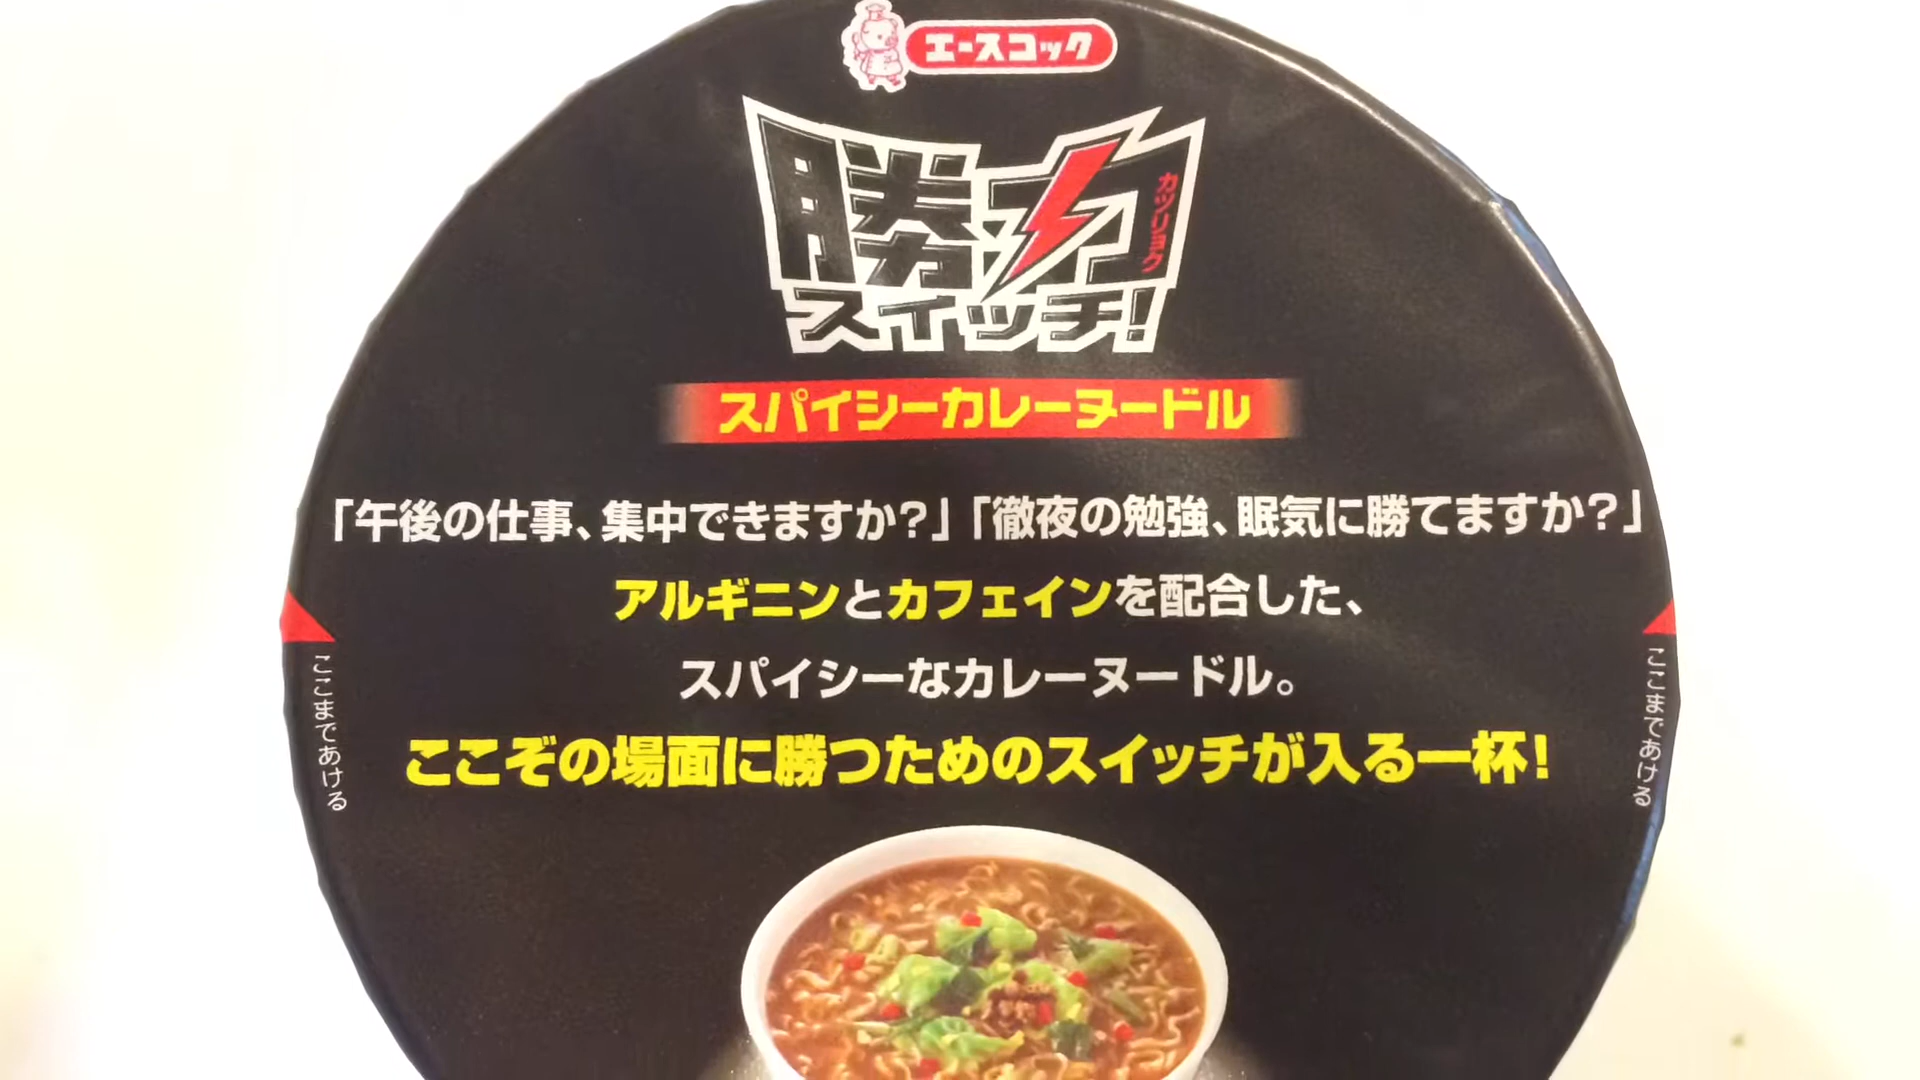 エースコック
勝力
カツリョク
スイッチ!
スパイシーカレーヌードル
「午後の仕事、集中できますか?」「徹夜の勉強、眠気に勝てますか?」
アルギニンとカフェインを配合した、
スパイシーなカレーヌードル。
ここぞの場面に勝つためのスイッチが入る一杯!
ここまであける
ここまであける